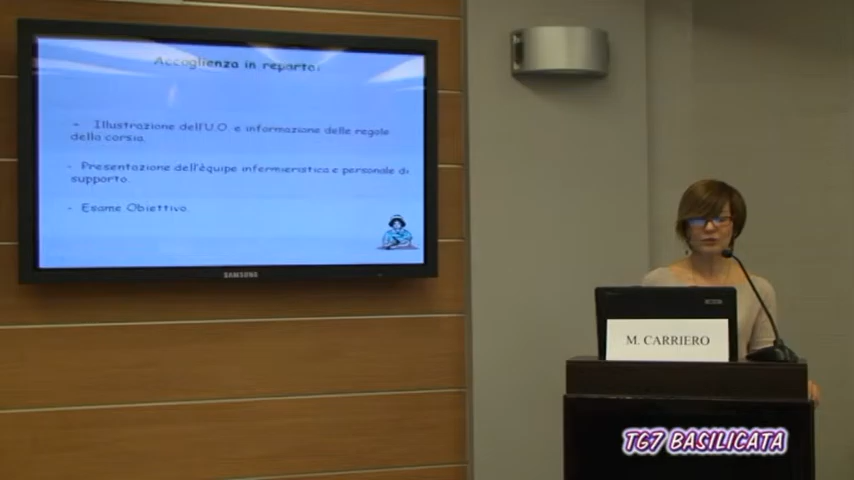 Accoglienza in reparto:
- Illustrazione dell'U.O. e informazione delle regole
della corsia.
- Presentazione dell'èquipe infermieristica e personale di
supporto.
- Esame Obiettivo.
SAMSUNG
M. CARRIERO
TG7 BASILICATA